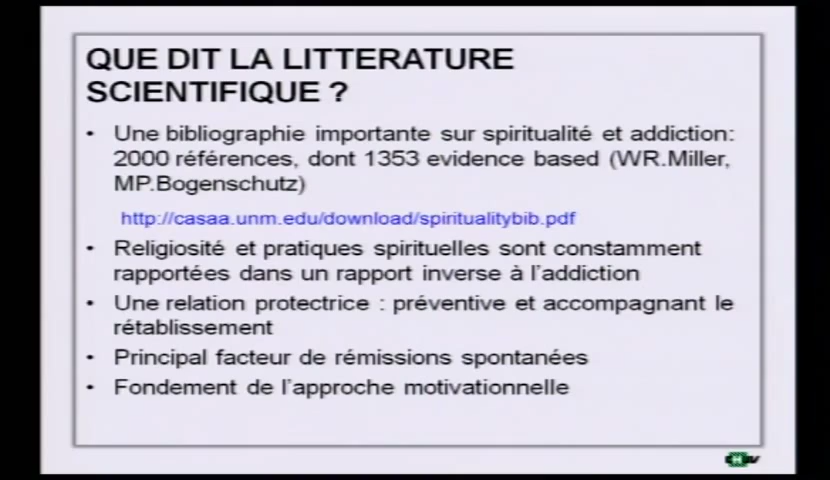 QUE DIT LA LITTERATURE
SCIENTIFIQUE ?
• Une bibliographie importante sur spiritualité et addiction:
2000 références, dont 1353 evidence based (WR.Miller,
MP.Bogenschutz)
http://casaa.unm.edu/download/spiritualitybib.pdf
• Religiosité et pratiques spirituelles sont constamment
rapportées dans un rapport inverse à l'addiction
• Une relation protectrice : préventive et accompagnant le
rétablissement
• Principal facteur de rémissions spontanées
• Fondement de l'approche motivationnelle